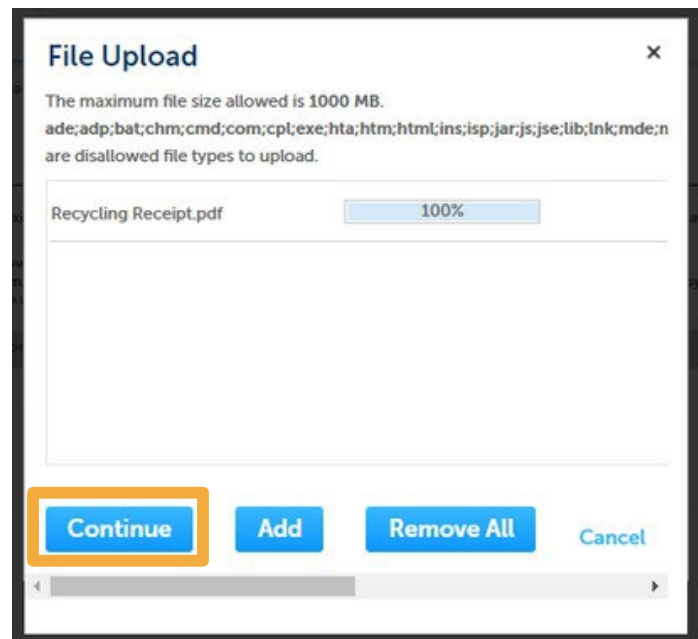 File Upload
×
The maximum file size allowed is 1000 MB.
ade;adp;bat;chm;cmd;com;cpl;exe;hta;htm;html;ins;isp;jar;js;jse;lib;lnk;mde;n
are disallowed file types to upload.
Recycling Receipt.pdf 100%
Continue Add Remove All Cancel